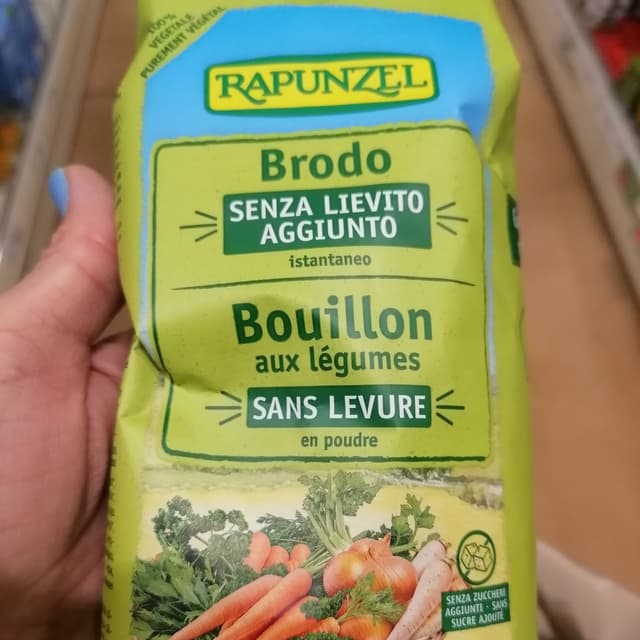 100%
VEGETALE
PUREMENT VÉGÉTAL
RAPUNZEL
Brodo
SENZA LIEVITO
AGGIUNTO
istantaneo
Bouillon
aux légumes
SANS LEVURE
en poudre
SENZA ZUCCHERI
AGGIUNTI - SANS
SUCRE AJOUTÉ